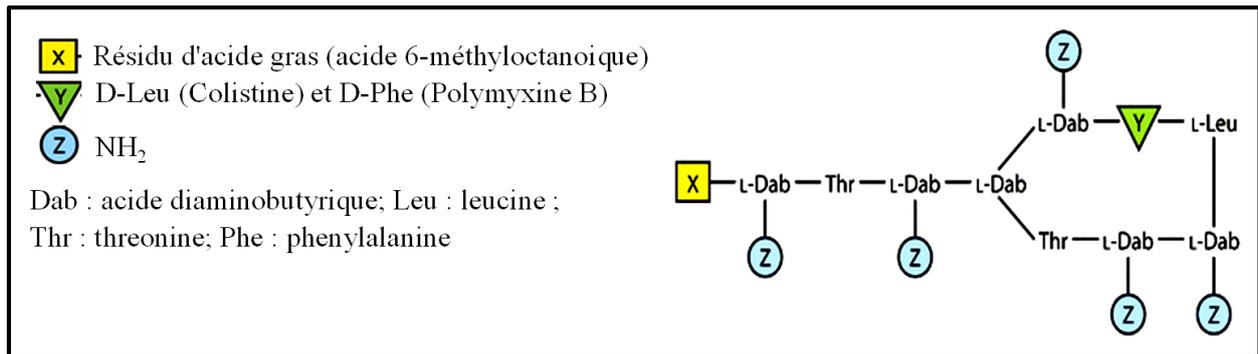 X Résidu d'acide gras (acide 6-méthyloctanoique)
Y D-Leu (Colistine) et D-Phe (Polymyxine B)
Z NH₂
Dab : acide diaminobutyrique; Leu : leucine ;
Thr : threonine; Phe : phenylalanine
Z
L-Dab Y L-Leu
X L-Dab Thr L-Dab L-Dab
Thr L-Dab L-Dab
Z Z
Z Z